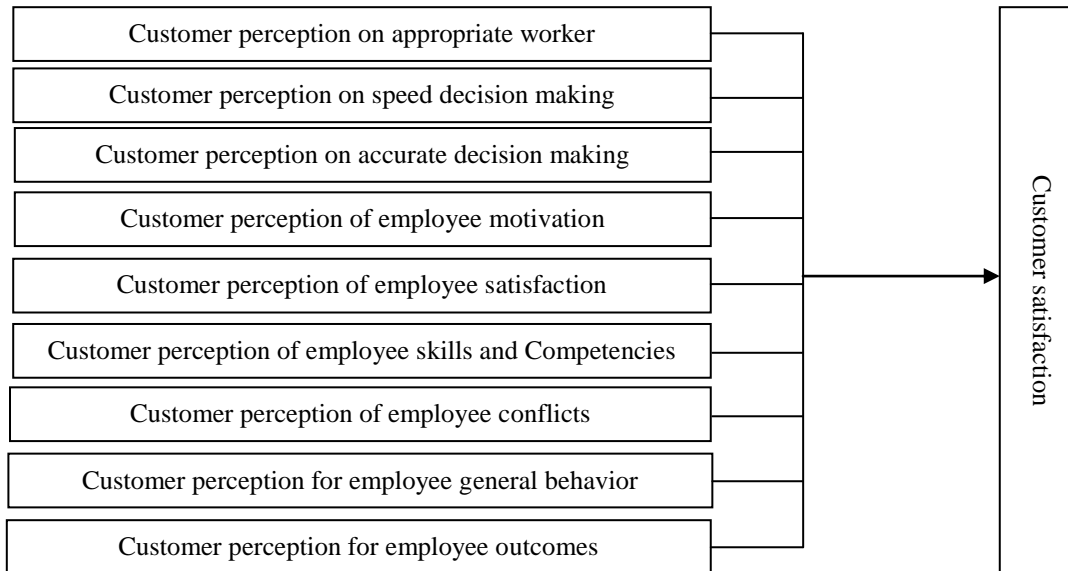 Customer perception on appropriate worker
Customer perception on speed decision making
Customer perception on accurate decision making
Customer perception of employee motivation
Customer perception of employee satisfaction
Customer perception of employee skills and Competencies
Customer perception of employee conflicts
Customer perception for employee general behavior
Customer perception for employee outcomes
Customer satisfaction